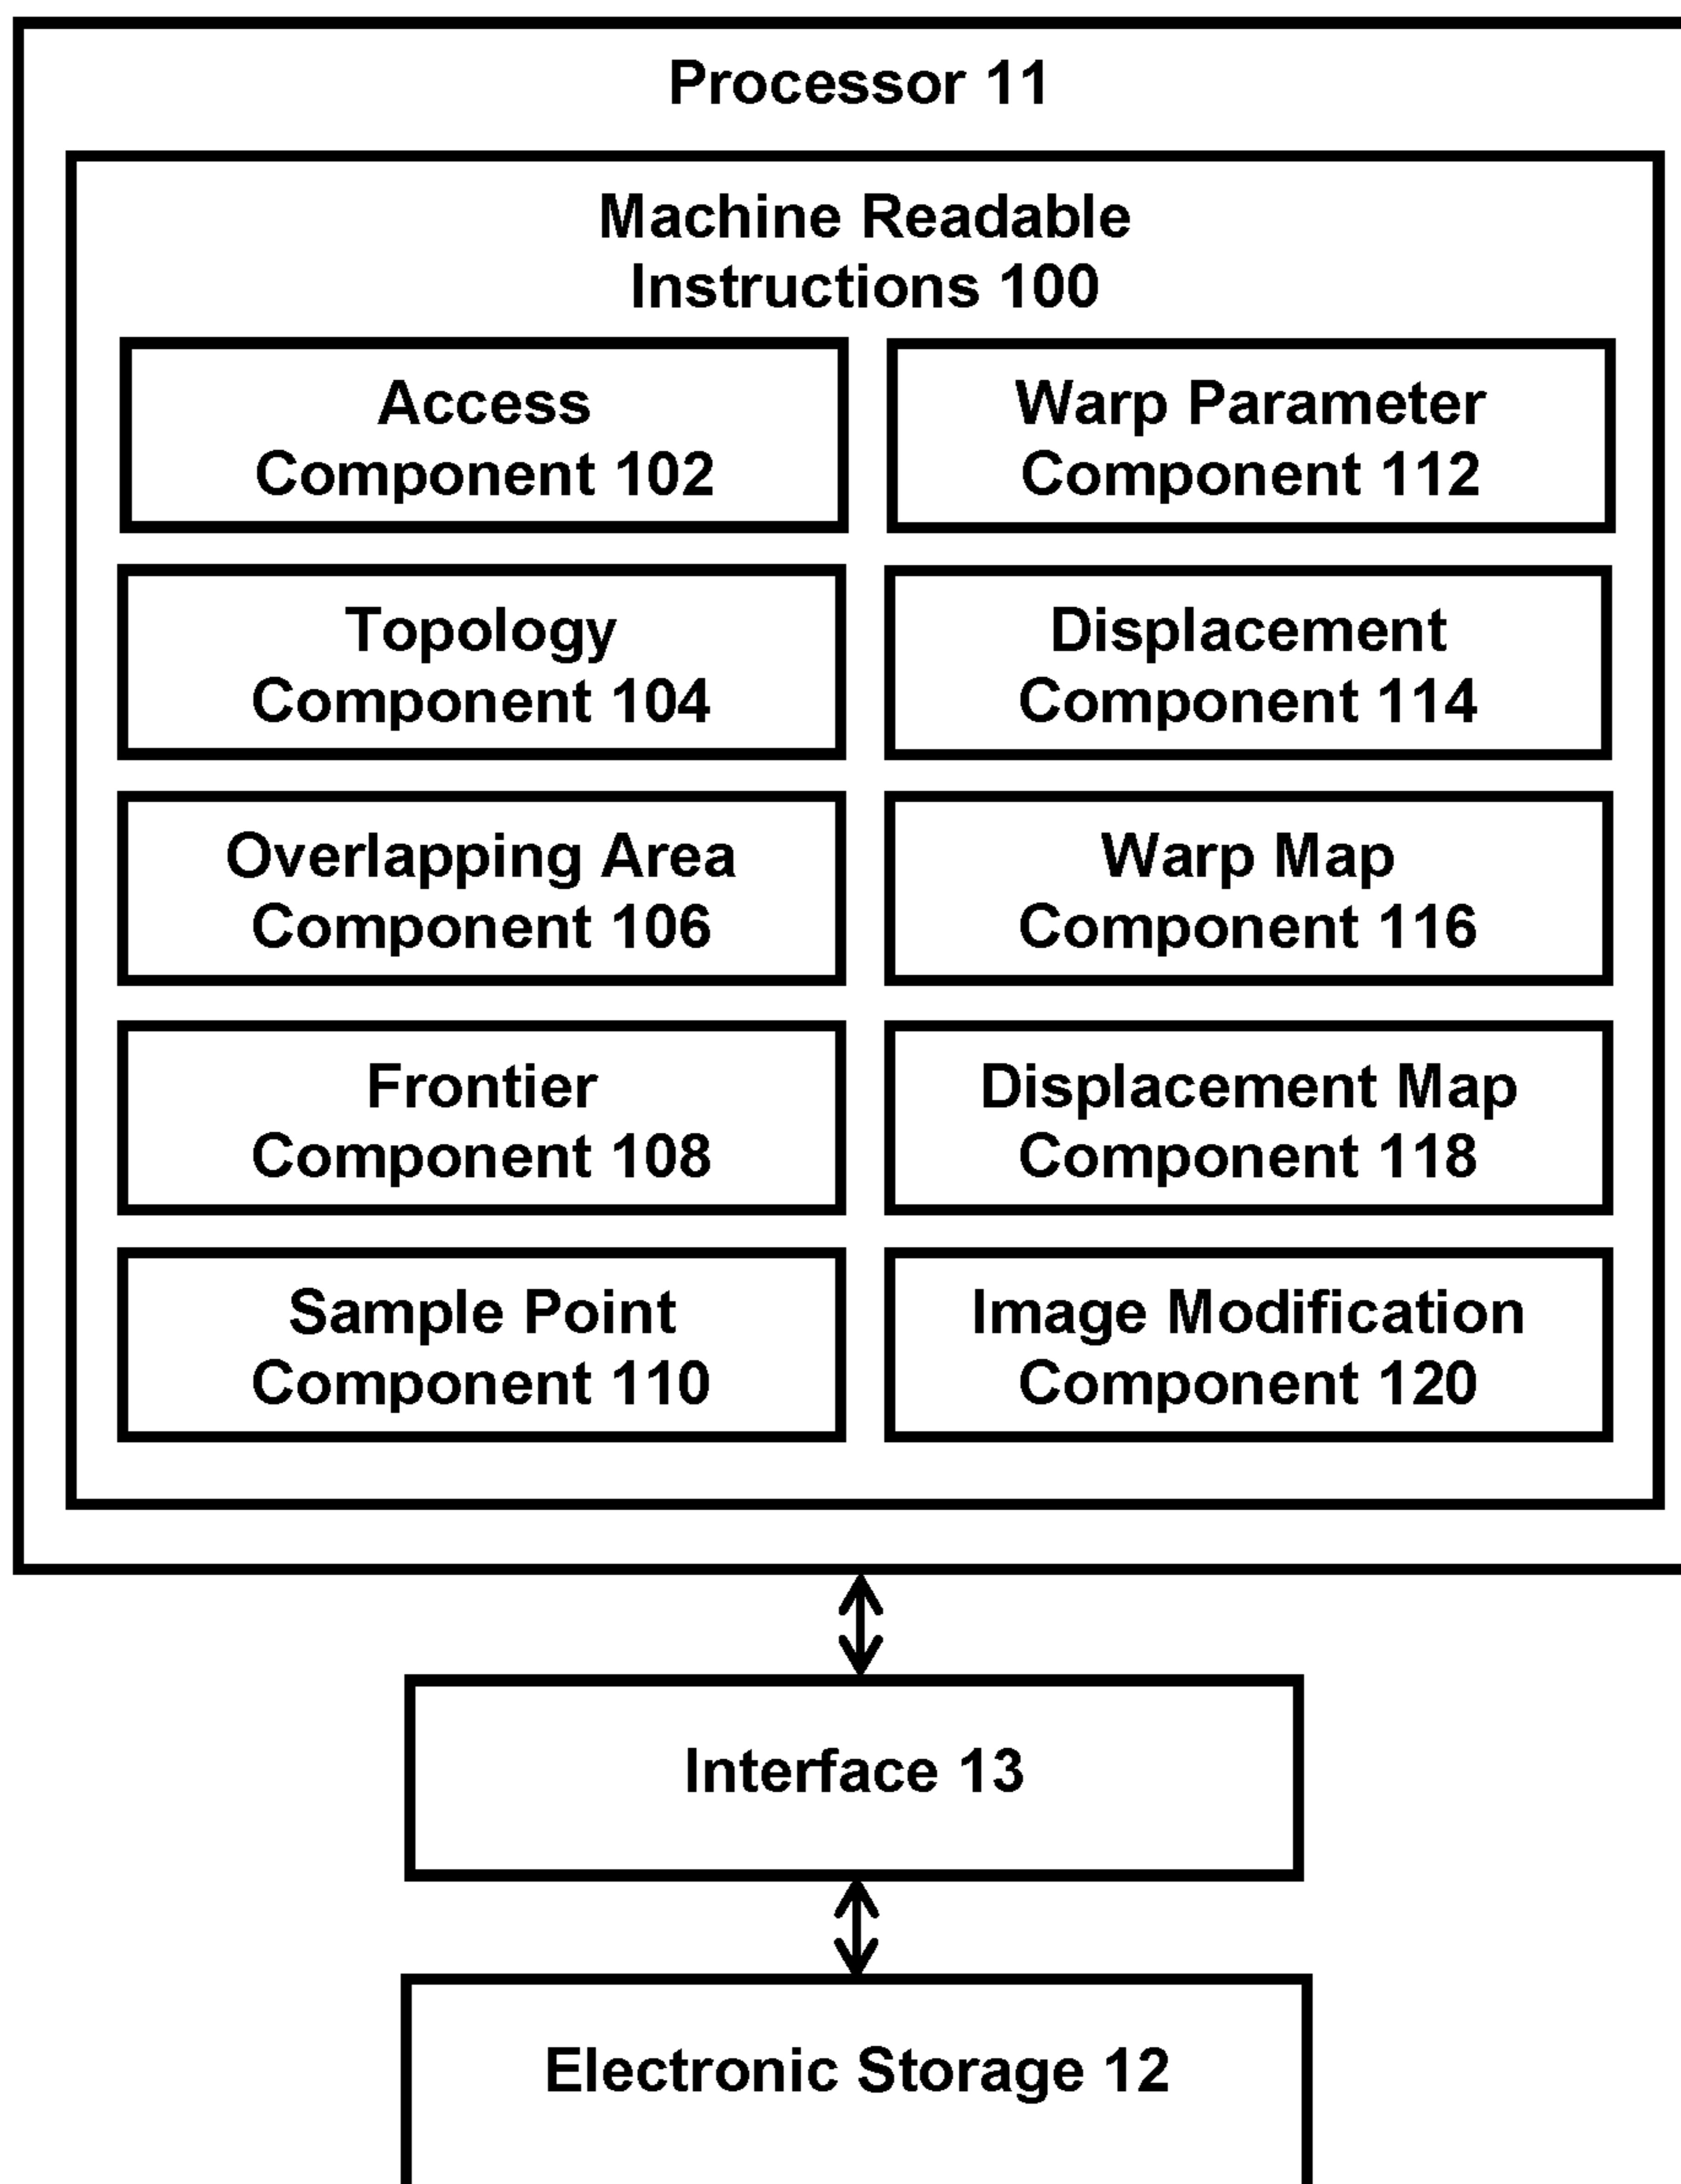 Processor 11
Machine Readable
Instructions 100
Access
Component 102
Warp Parameter
Component 112
Topology
Component 104
Displacement
Component 114
Overlapping Area
Component 106
Warp Map
Component 116
Frontier
Component 108
Displacement Map
Component 118
Sample Point
Component 110
Image Modification
Component 120
Interface 13
Electronic Storage 12